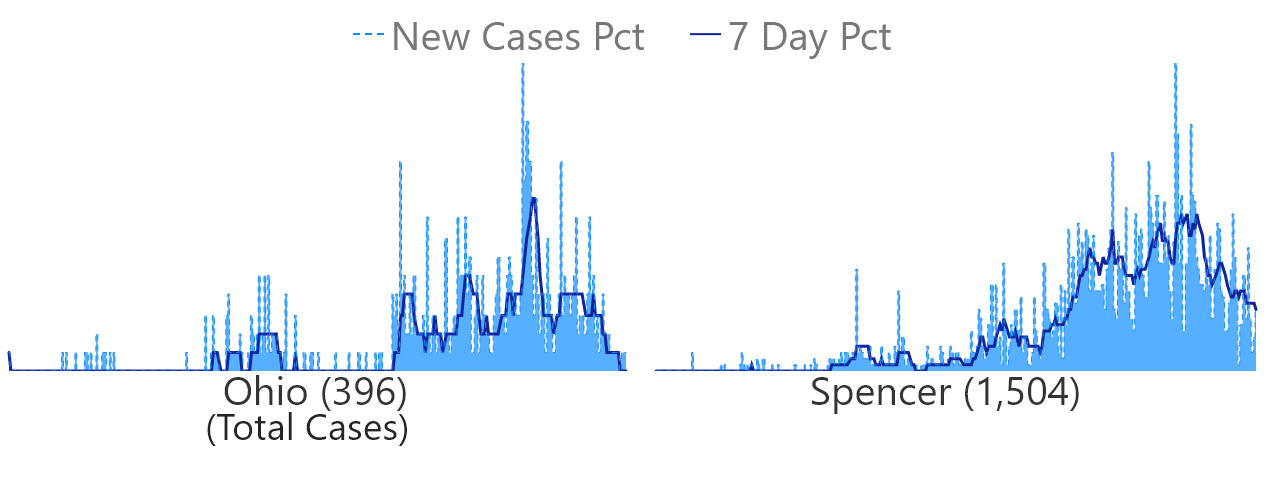 New Cases Pct 7 Day Pct
Ohio (396)
(Total Cases)
Spencer (1,504)